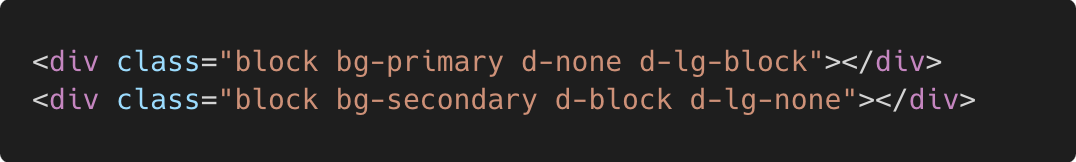 <div class="block bg-primary d-none d-lg-block"></div>
<div class="block bg-secondary d-block d-lg-none"></div>